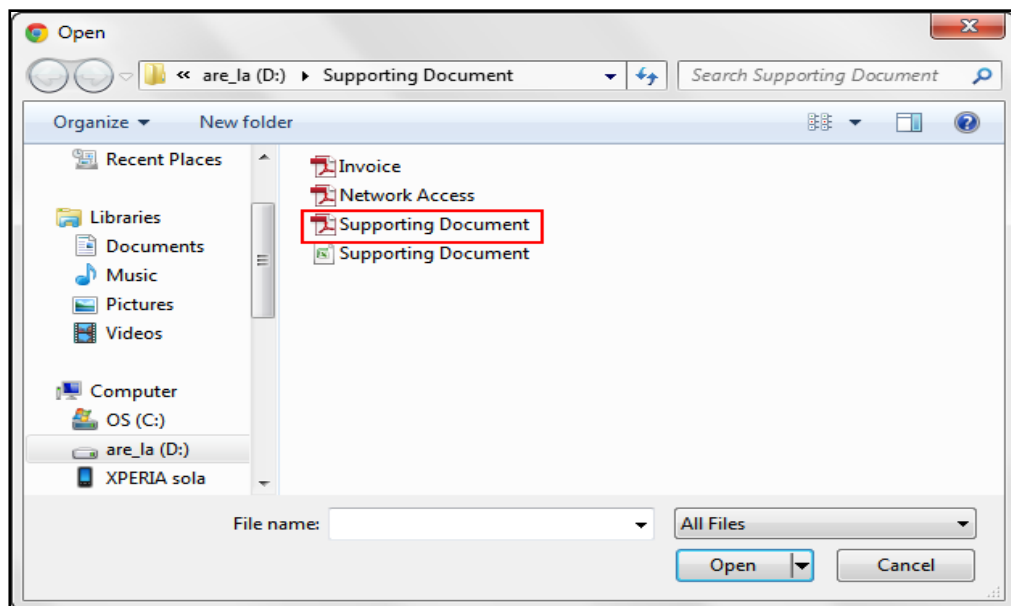 Open
« are_la (D:) ▸ Supporting Document
Search Supporting Document
Organize
New folder
Recent Places
Libraries
Documents
Music
Pictures
Videos
Computer
OS (C:)
are_la (D:)
XPERIA sola
Invoice
Network Access
Supporting Document
Supporting Document
File name:
All Files
Open
Cancel